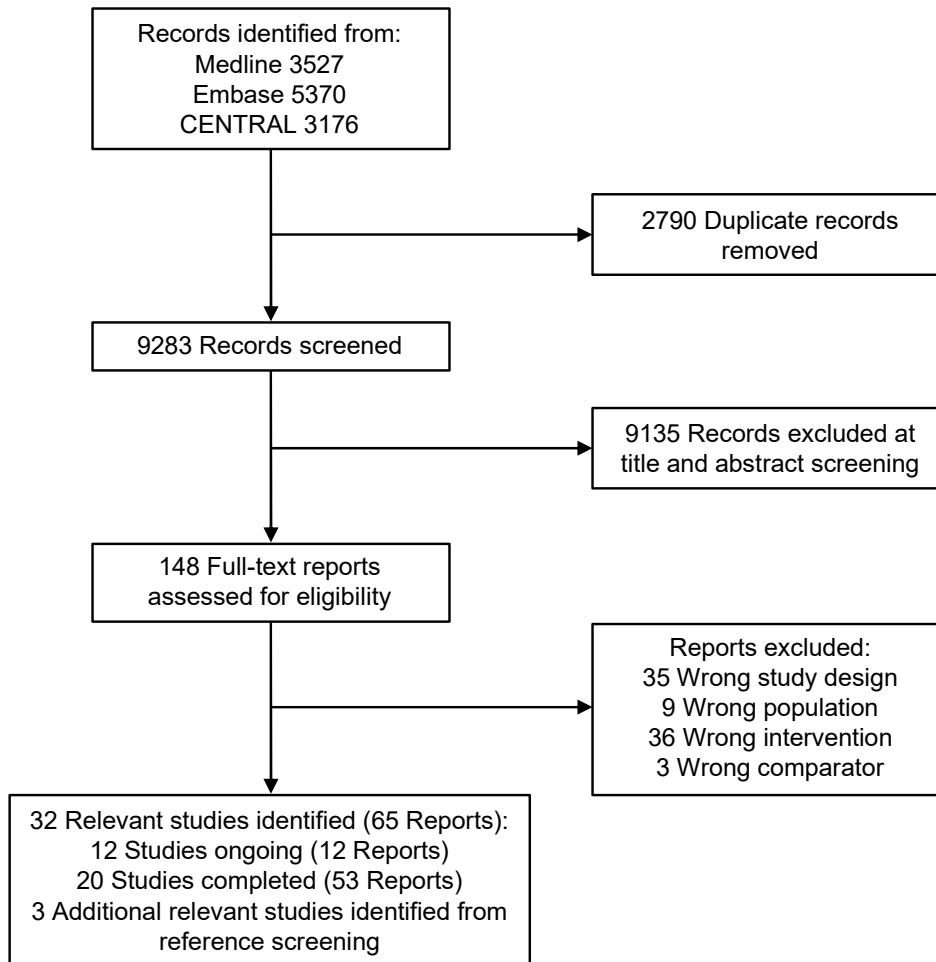 Records identified from:
Medline 3527
Embase 5370
CENTRAL 3176
2790 Duplicate records
removed
9283 Records screened
9135 Records excluded at
title and abstract screening
148 Full-text reports
assessed for eligibility
Reports excluded:
35 Wrong study design
9 Wrong population
36 Wrong intervention
3 Wrong comparator
32 Relevant studies identified (65 Reports):
12 Studies ongoing (12 Reports)
20 Studies completed (53 Reports)
3 Additional relevant studies identified from
reference screening